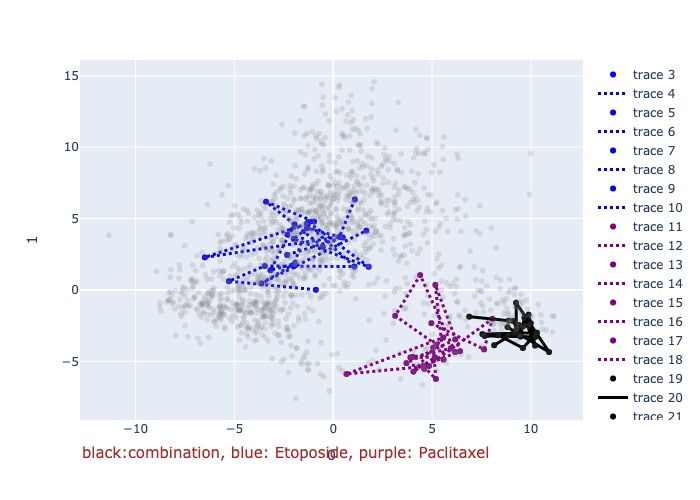 15
10
5
0
−5
−10
−5
0
5
10
1
0
black:combination, blue: Etoposide, purple: Paclitaxel
trace 3
trace 4
trace 5
trace 6
trace 7
trace 8
trace 9
trace 10
trace 11
trace 12
trace 13
trace 14
trace 15
trace 16
trace 17
trace 18
trace 19
trace 20
trace 21